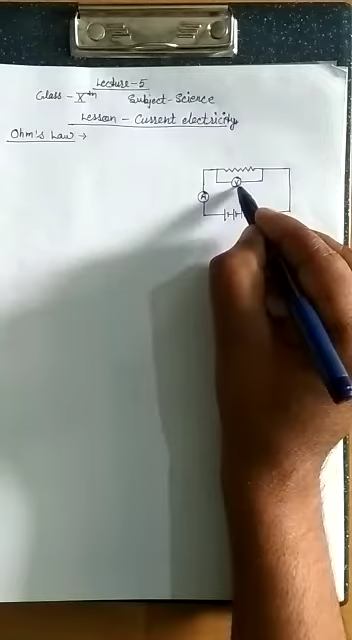 Lecture-5
Class - Xth Subject-Science
Lesson - Current electricity
Ohm's Law →
A
V